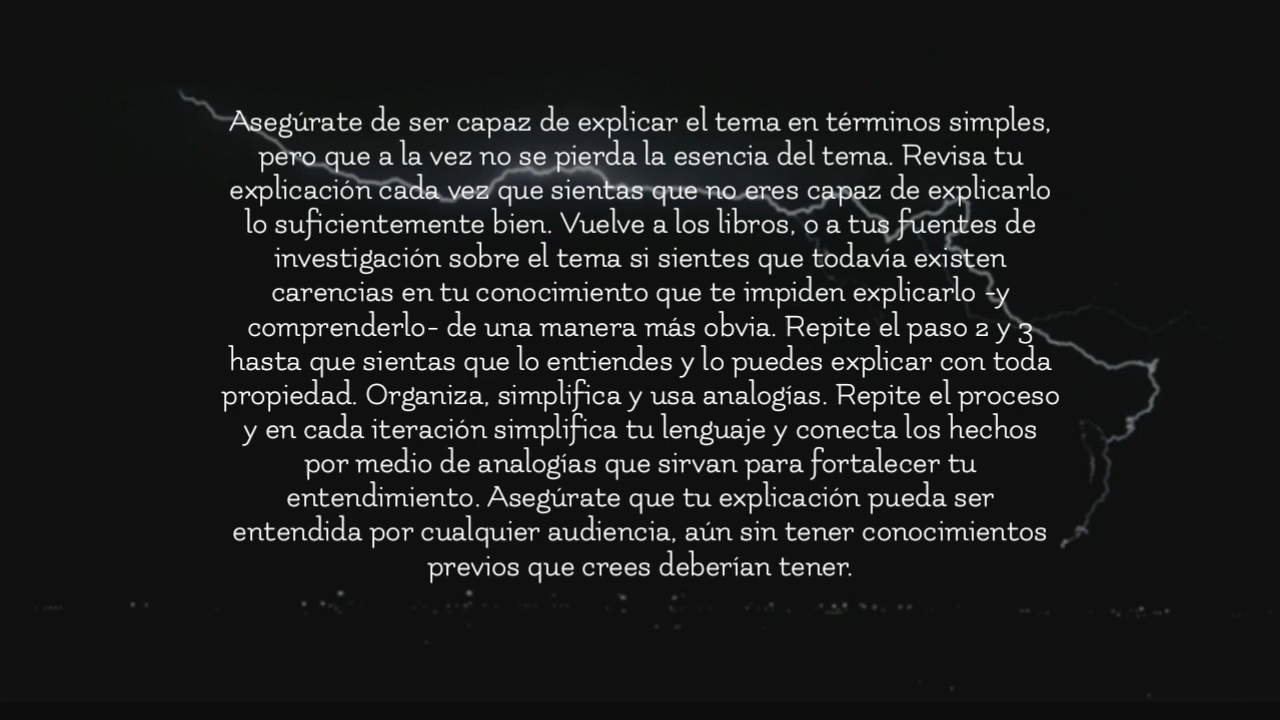 Asegúrate de ser capaz de explicar el tema en términos simples,
pero que a la vez no se pierda la esencia del tema. Revisa tu
explicación cada vez que sientas que no eres capaz de explicarlo
lo suficientemente bien. Vuelve a los libros, o a tus fuentes de
investigación sobre el tema si sientes que todavía existen
carencias en tu conocimiento que te impiden explicarlo -y
comprenderlo- de una manera más obvia. Repite el paso 2 y 3
hasta que sientas que lo entiendes y lo puedes explicar con toda
propiedad. Organiza, simplifica y usa analogías. Repite el proceso
y en cada iteración simplifica tu lenguaje y conecta los hechos
por medio de analogías que sirvan para fortalecer tu
entendimiento. Asegúrate que tu explicación pueda ser
entendida por cualquier audiencia, aún sin tener conocimientos
previos que crees deberían tener.